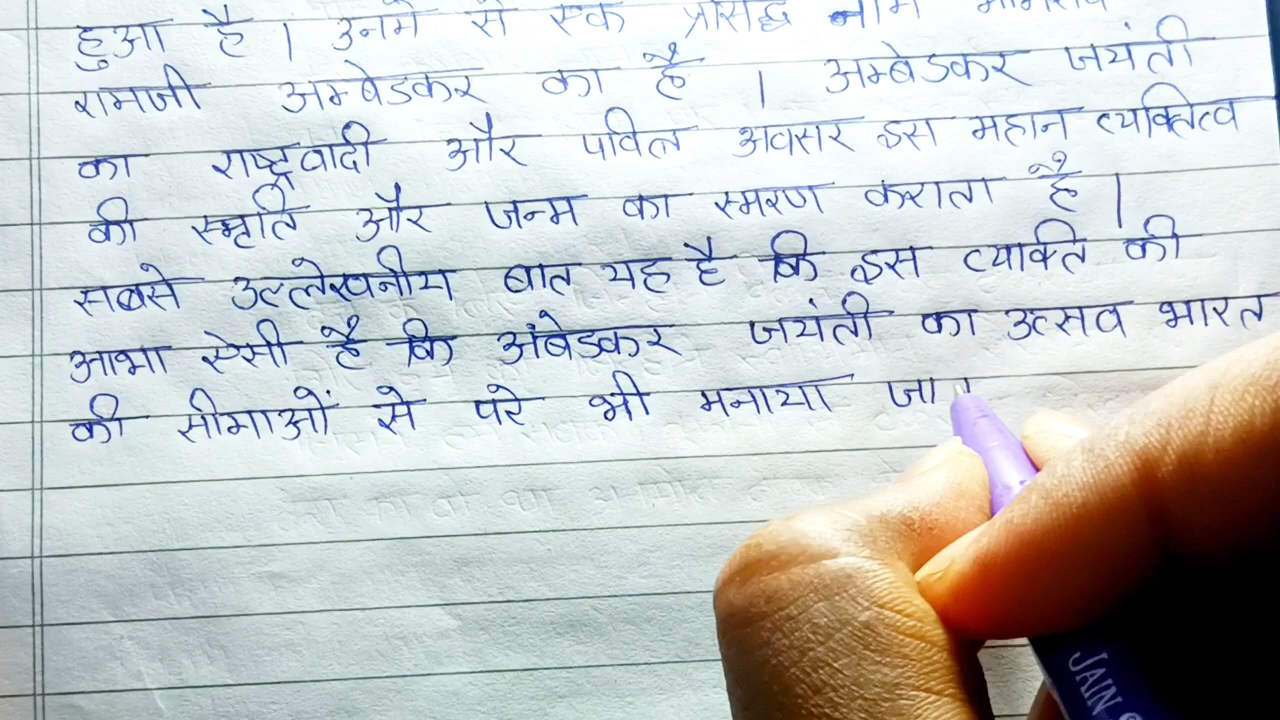 हुआ है । उनमे से एक प्रसिद्ध नाम
रामजी अम्बेडकर का है । अम्बेडकर जयंती
का राष्ट्रवादी और पवित्र अवसर इस महान व्यक्तित्व
की स्मृति और जन्म का स्मरण कराता है ।
सबसे उल्लेखनीय बात यह है कि इस व्यक्ति की
आभा ऐसी है कि अंबेडकर जयंती का उत्सव भारत
की सीमाओं से परे भी मनाया जा
JAIN